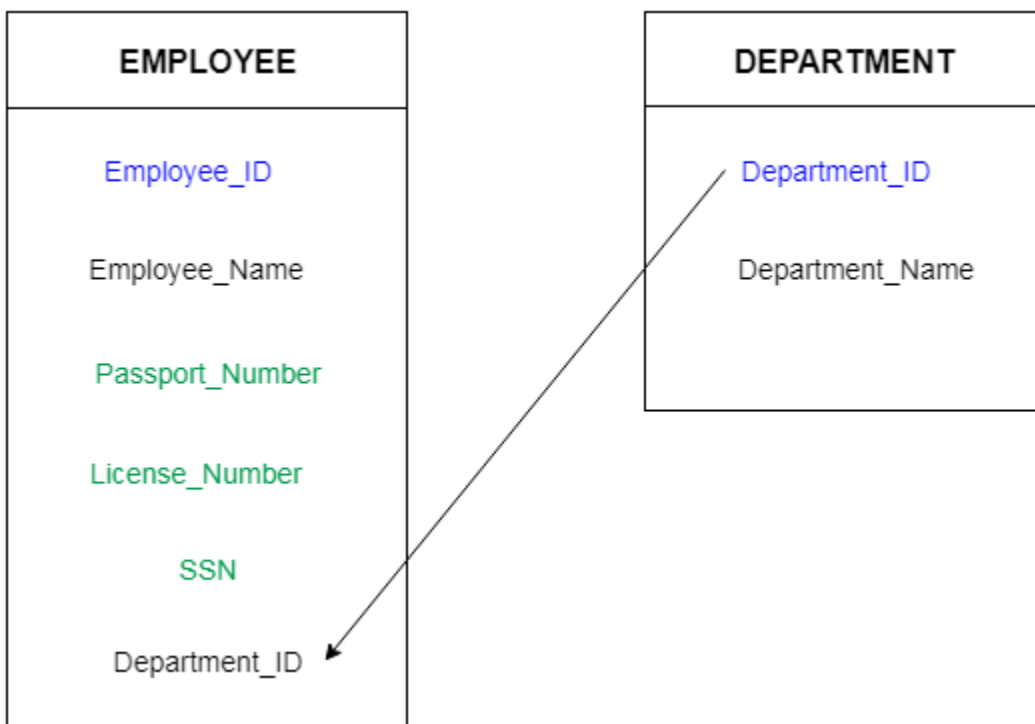 EMPLOYEE
Employee_ID
Employee_Name
Passport_Number
License_Number
SSN
Department_ID
DEPARTMENT
Department_ID
Department_Name